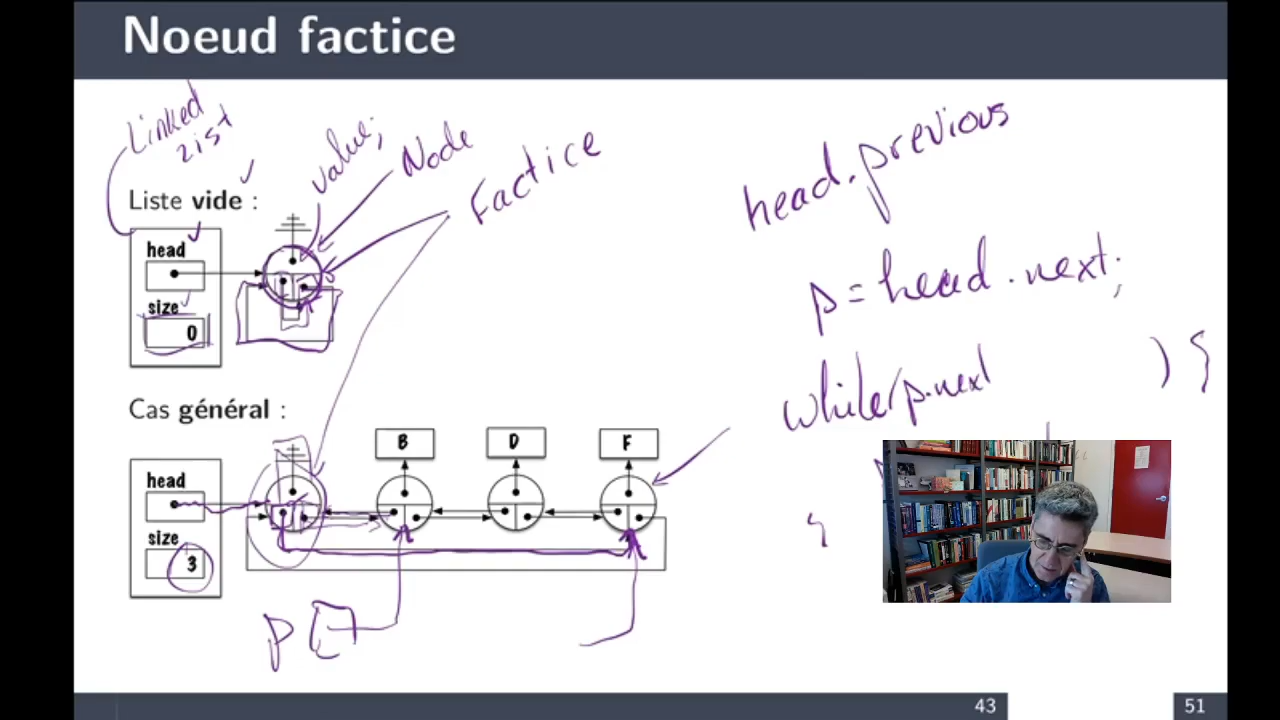 Noeud factice
Linked
List
value;
Node
Factice
head.previous
Liste vide :
head
size
0
p = head.next;
while(p.next ) {
Cas général :
B
D
F
head
size
3
}
p
43
51